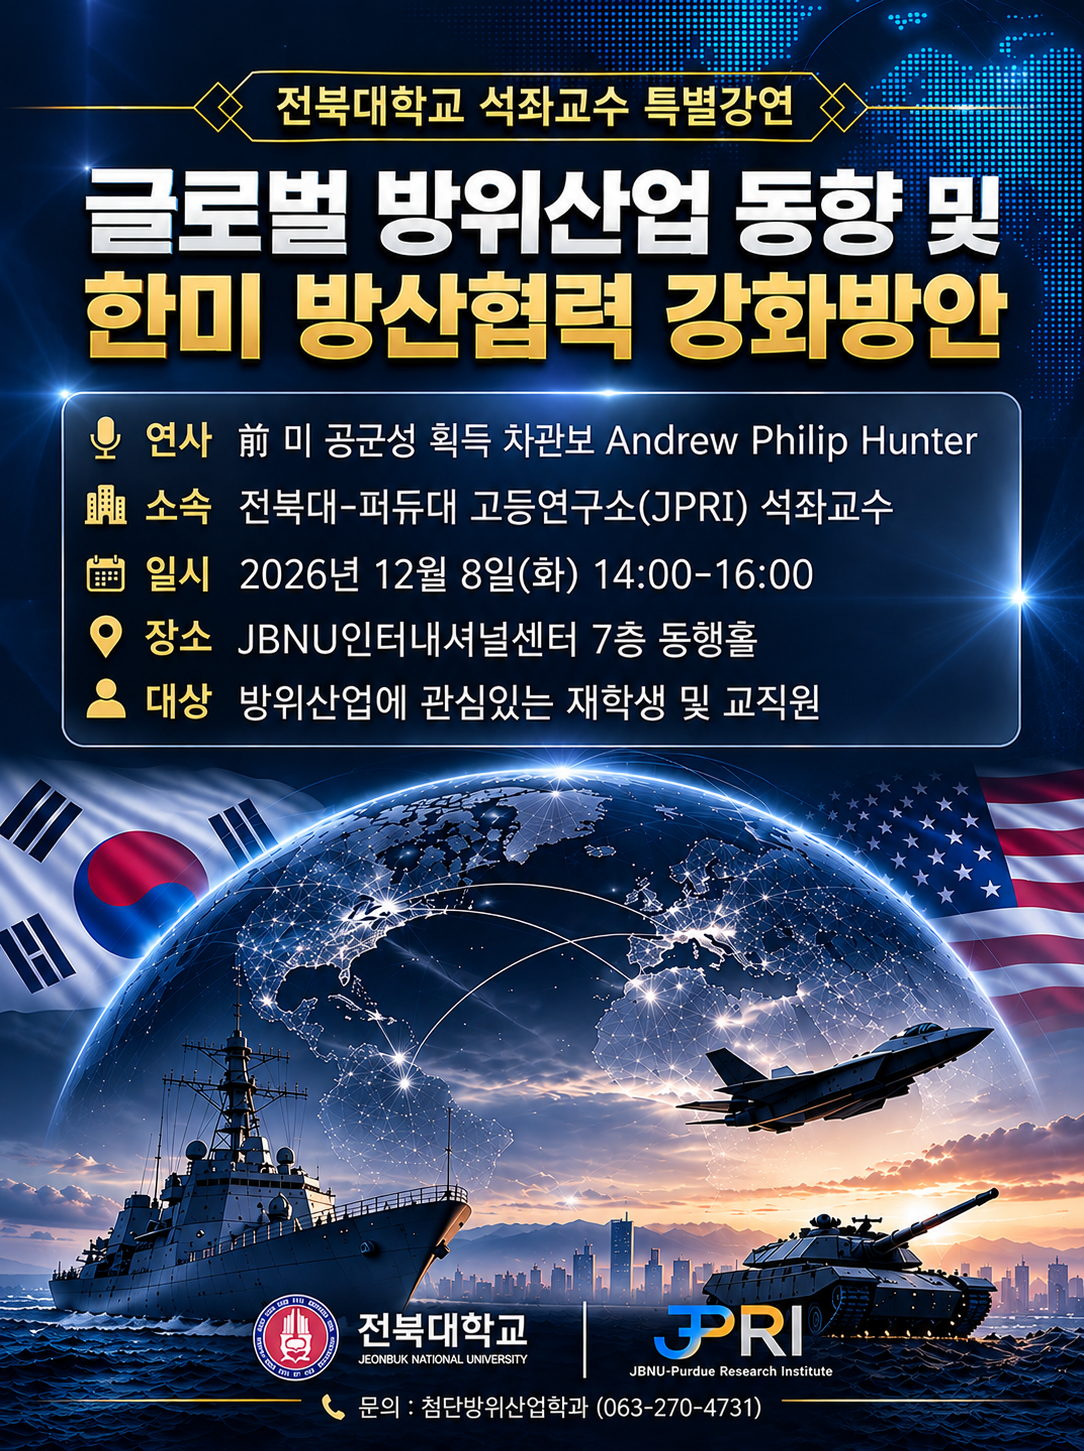 전북대학교 석좌교수 특별강연
글로벌 방위산업 동향 및
한미 방산협력 강화방안
연사 前 미 공군성 획득 차관보 Andrew Philip Hunter
소속 전북대-퍼듀대 고등연구소(JPRI) 석좌교수
일시 2026년 12월 8일(화) 14:00-16:00
장소 JBNU인터내셔널센터 7층 동행홀
대상 방위산업에 관심있는 재학생 및 교직원
전북대학교
JEONBUK NATIONAL UNIVERSITY
JPRI
JBNU-Purdue Research Institute
문의 : 첨단방위산업학과 (063-270-4731)